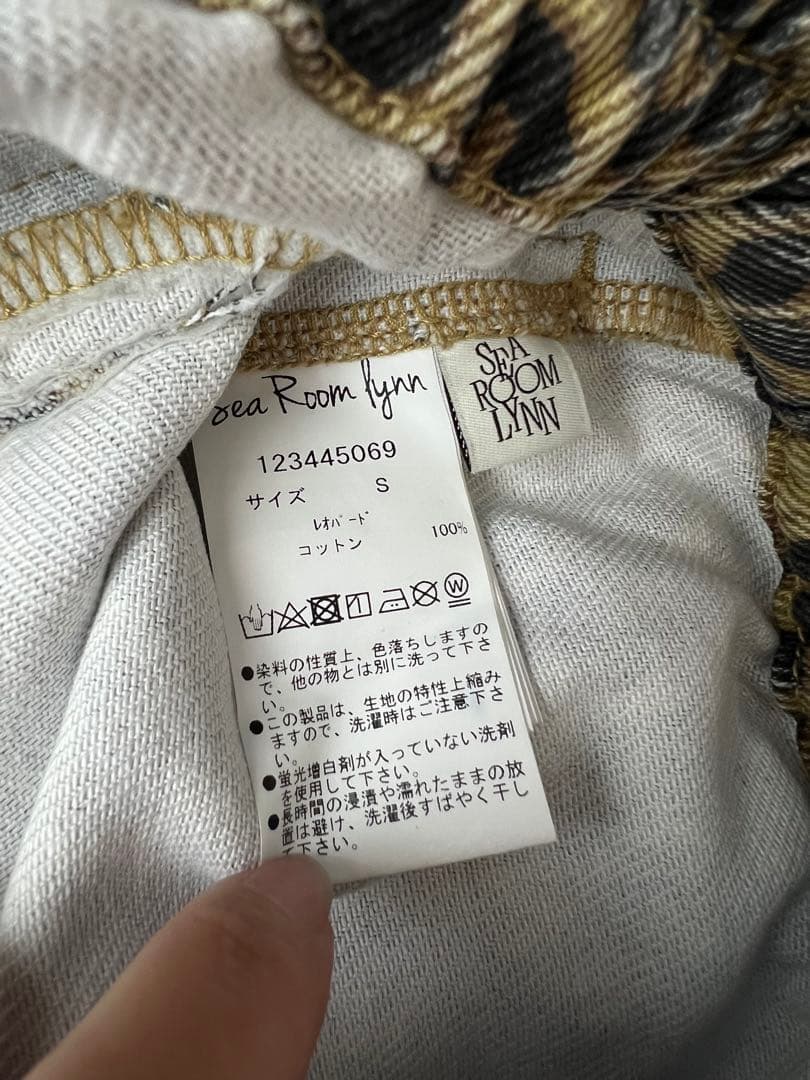 Sea Room lynn
SEA
ROOM
LYNN
123445069
サイズ S
レオパード
コットン 100%
W
●染料の性質上、色落ちしますの
で、他の物とは別に洗って下さ
い。
●この製品は、生地の特性上縮み
ますので、洗濯時はご注意下さ
い。
●蛍光増白剤が入っていない洗剤
を使用して下さい。
●長時間の浸漬や濡れたままの放
置は避け、洗濯後すばやく干し
て下さい。